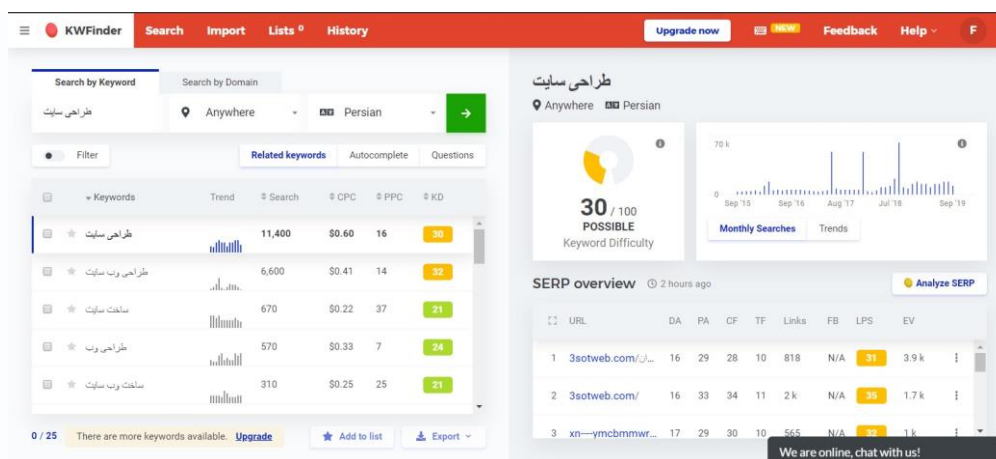 KWFinder Search Import Lists 0 History Upgrade now NEW Feedback Help F
Search by Keyword Search by Domain
طراحی سایت Anywhere Persian
Filter Related keywords Autocomplete Questions
Keywords Trend Search CPC PPC KD
طراحی سایت 11,400 $0.60 16 30
طراحی وب سایت 6,600 $0.41 14 32
ساخت سایت 670 $0.22 37 21
طراحی وب 570 $0.33 7 24
ساخت وب سایت 310 $0.25 25 21
0 / 25 There are more keywords available. Upgrade Add to list Export
طراحی سایت
Anywhere Persian
30 / 100
POSSIBLE
Keyword Difficulty
70 k
0
Sep '15 Sep '16 Aug '17 Jul '18 Sep '19
Monthly Searches Trends
SERP overview 2 hours ago Analyze SERP
URL DA PA CF TF Links FB LPS EV
1 3sotweb.com/ان... 16 29 28 10 818 N/A 31 3.9 k
2 3sotweb.com/ 16 33 34 11 2 k N/A 35 1.7 k
3 xn—ymcbmmwr... 17 29 30 10 565 N/A 32 1 k
We are online, chat with us!